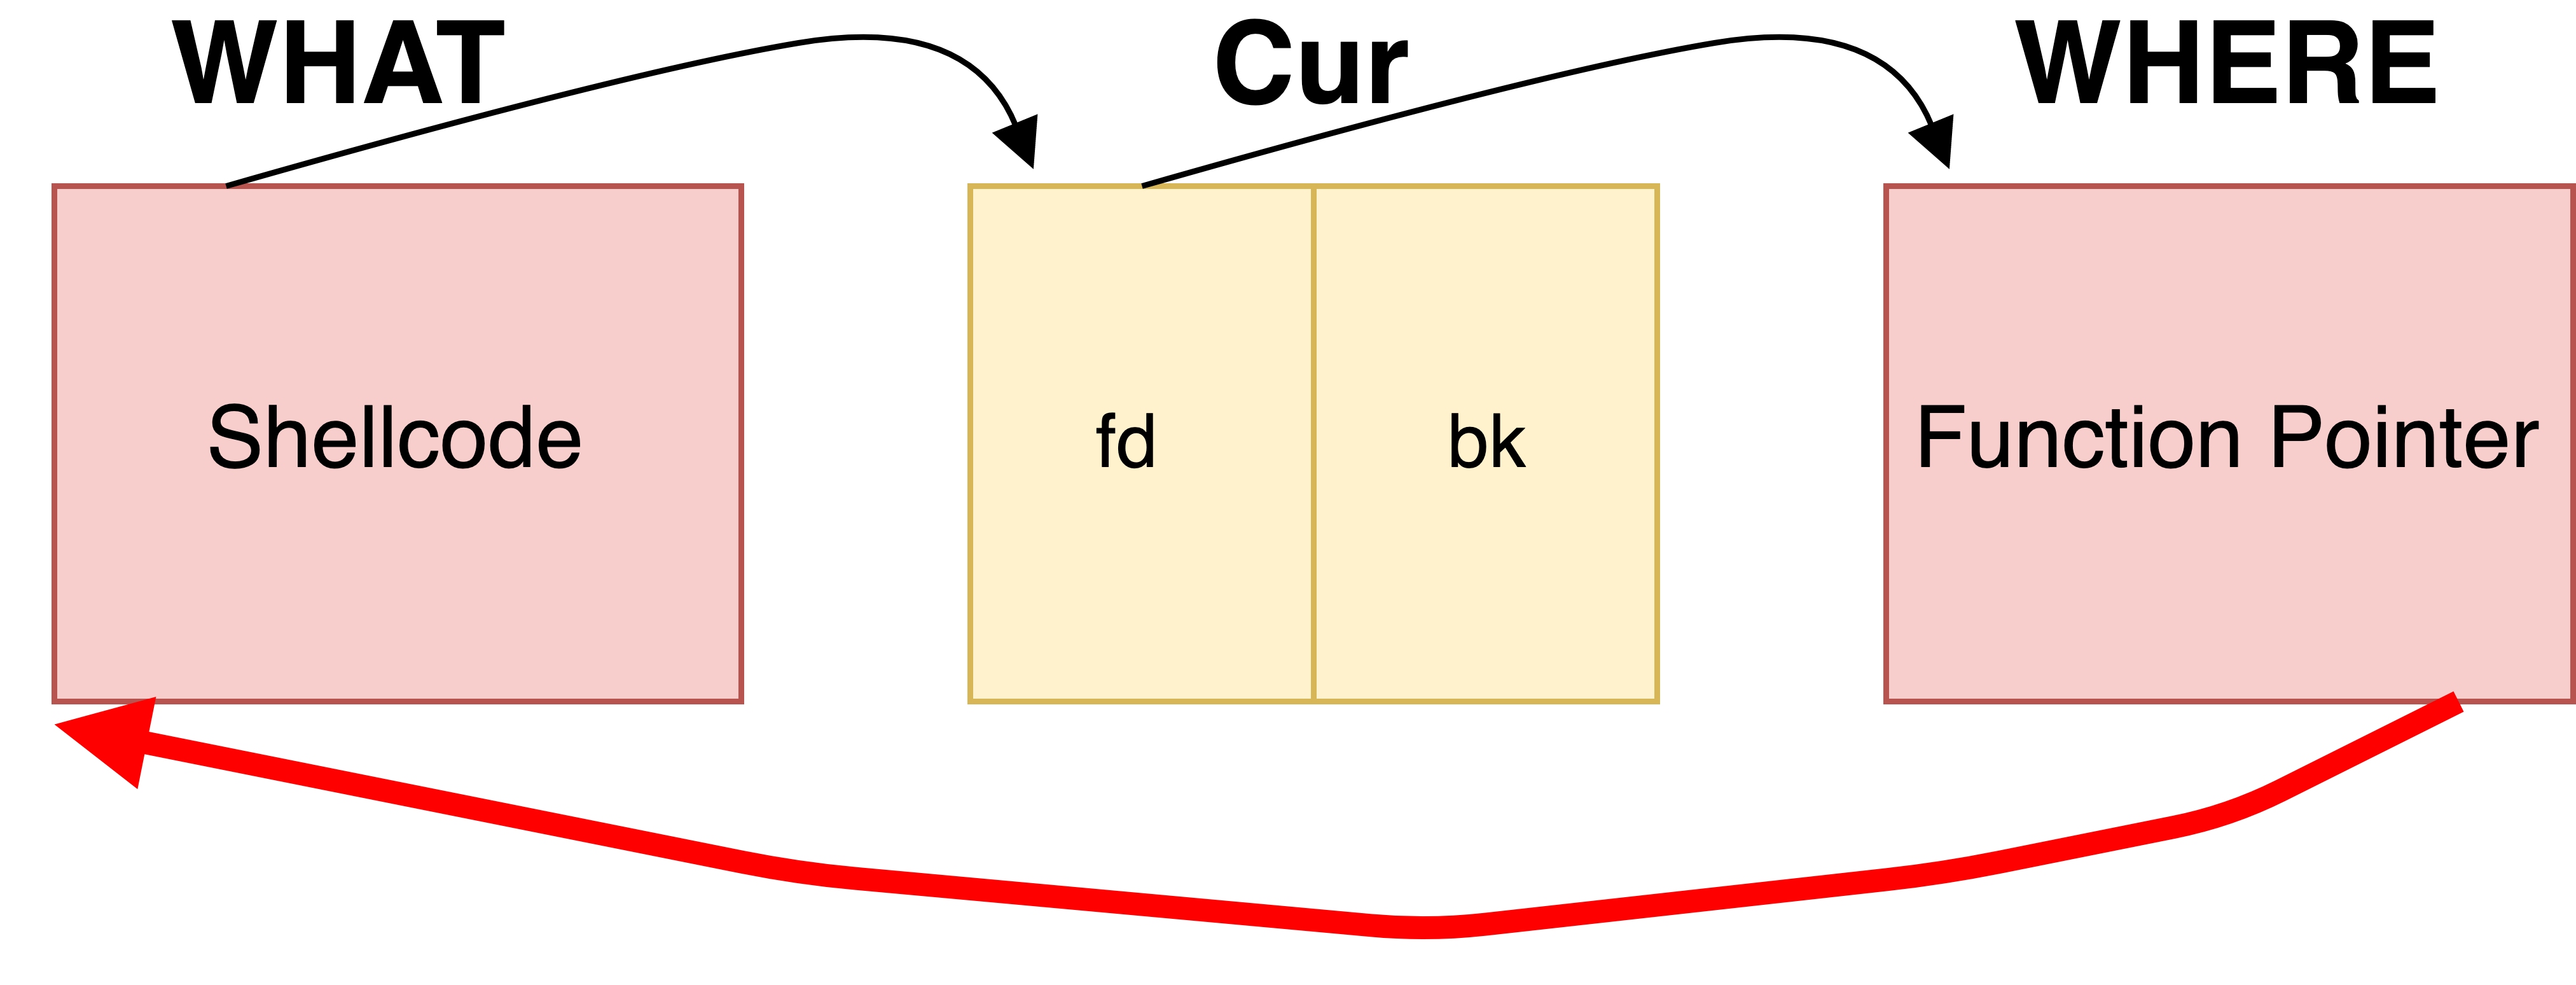 WHAT
Cur
WHERE
Shellcode
fd
bk
Function Pointer